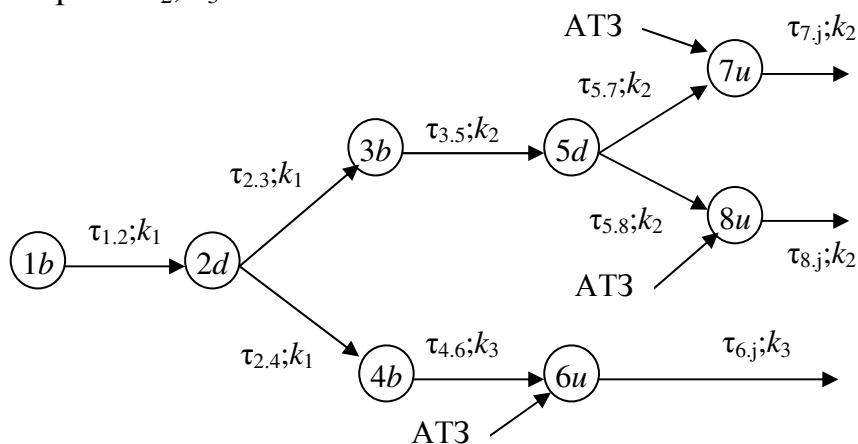 АТЗ
τ7.j;k2
7u
τ5.7;k2
3b
τ3.5;k2
5d
τ2.3;k1
τ1.2;k1
τ5.8;k2
8u
1b
2d
τ8.j;k2
АТЗ
τ2.4;k1
τ4.6;k3
τ6.j;k3
4b
6u
АТЗ